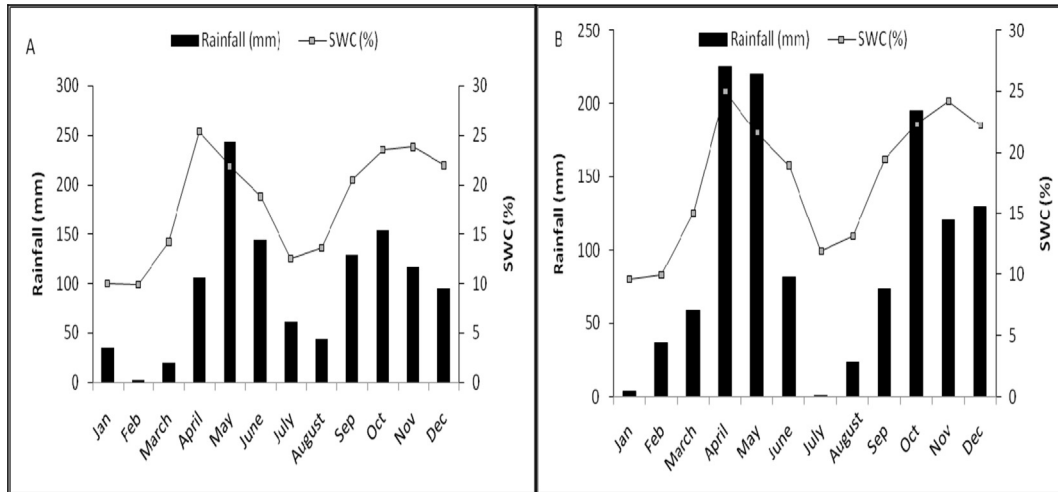 A
Rainfall (mm)
SWC (%)
300
250
200
150
100
50
0
Rainfall (mm)
30
25
20
15
10
5
0
SWC (%)
Jan
Feb
March
April
May
June
July
August
Sep
Oct
Nov
Dec
B
Rainfall (mm)
SWC (%)
250
200
150
100
50
0
Rainfall (mm)
30
25
20
15
10
5
0
SWC (%)
Jan
Feb
March
April
May
June
July
August
Sep
Oct
Nov
Dec